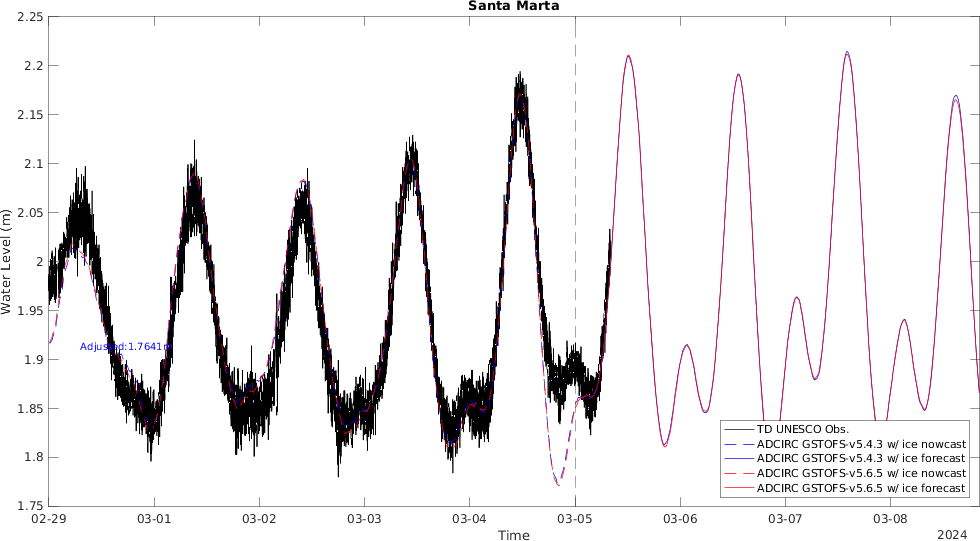 Santa Marta
2.25
2.2
2.15
2.1
2.05
2
1.95
1.9
1.85
1.8
1.75
Water Level (m)
Adjusted:1.7641
TD UNESCO Obs.
ADCIRC GSTOFS-v5.4.3 w/ ice nowcast
ADCIRC GSTOFS-v5.4.3 w/ ice forecast
ADCIRC GSTOFS-v5.6.5 w/ ice nowcast
ADCIRC GSTOFS-v5.6.5 w/ ice forecast
02-29 03-01 03-02 03-03 03-04 03-05 03-06 03-07 03-08
Time
2024